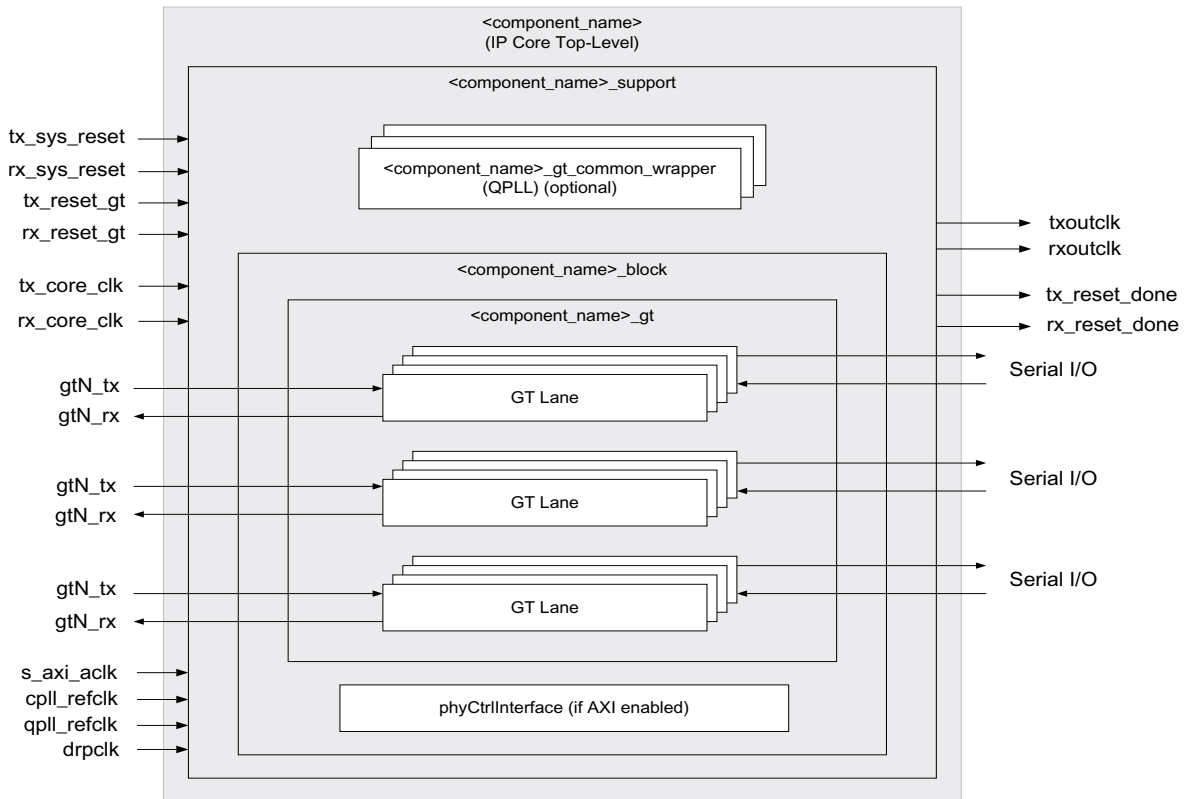 <component_name>
(IP Core Top-Level)
<component_name>_support
tx_sys_reset
rx_sys_reset
tx_reset_gt
rx_reset_gt
tx_core_clk
rx_core_clk
<component_name>_gt_common_wrapper
(QPLL) (optional)
txoutclk
rxoutclk
tx_reset_done
rx_reset_done
<component_name>_block
<component_name>_gt
gtN_tx
gtN_rx
GT Lane
Serial I/O
gtN_tx
gtN_rx
GT Lane
Serial I/O
gtN_tx
gtN_rx
GT Lane
Serial I/O
s_axi_aclk
cpll_refclk
qpll_refclk
drpclk
phyCtrlInterface (if AXI enabled)